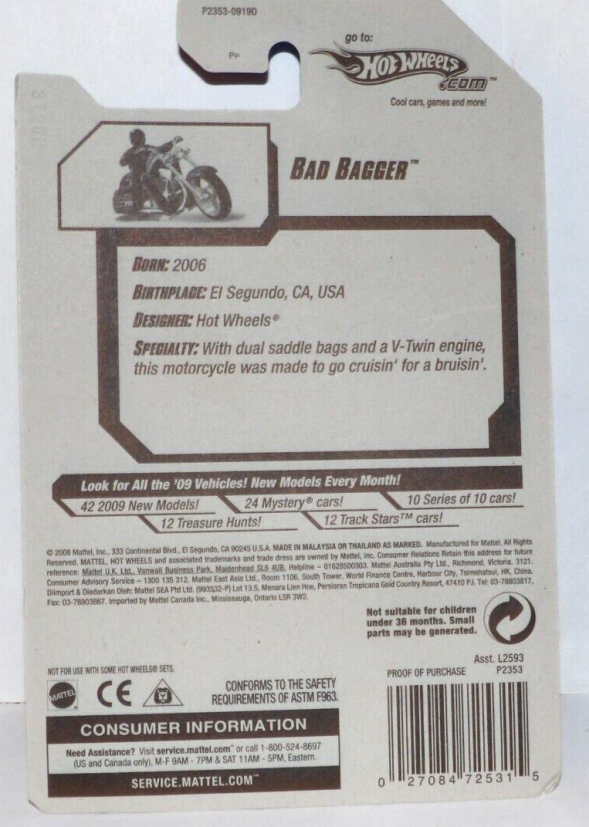 P2353-0919D
go to:
HOT WHEELS
.COM™
Cool cars, games and more!
BAD BAGGER™
BORN: 2006
BIRTHPLACE: El Segundo, CA, USA
DESIGNER: Hot Wheels®
SPECIALTY: With dual saddle bags and a V-Twin engine,
this motorcycle was made to go cruisin' for a bruisin'.
Look for All the '09 Vehicles! New Models Every Month!
42 2009 New Models! 24 Mystery® cars! 10 Series of 10 cars!
12 Treasure Hunts! 12 Track Stars™ cars!
© 2008 Mattel, Inc., 333 Continental Blvd., El Segundo, CA 90245 U.S.A. MADE IN MALAYSIA OR THAILAND AS MARKED. Manufactured for Mattel. All Rights
Reserved. MATTEL, HOT WHEELS and associated trademarks and trade dress are owned by Mattel, Inc. Consumer Relations Retain this address for future
reference: Mattel U.K. Ltd., Vanwall Business Park, Maidenhead SL6 4UB. Helpline – 01628500303. Mattel Australia Pty. Ltd., Richmond, Victoria. 3121.
Consumer Advisory Service – 1300 135 312. Mattel East Asia Ltd., Room 1106, South Tower, World Finance Centre, Harbour City, Tsimshatsui, HK, China.
Diimport & Diedarkan Oleh: Mattel SEA Ptd Ltd. (993532-P) Lot 13.5, Menara Lien Hoe, Persiaran Tropicana Gold Country Resort, 47410 PJ. Tel: 03-78803817,
Fax: 03-78803867. Imported by Mattel Canada Inc., Mississauga, Ontario L5R 3W2.
Not suitable for children
under 36 months. Small
parts may be generated.
Asst. L2593
PROOF OF PURCHASE P2353
NOT FOR USE WITH SOME HOT WHEELS® SETS.
MATTEL CE
CONFORMS TO THE SAFETY
REQUIREMENTS OF ASTM F963.
CONSUMER INFORMATION
Need Assistance? Visit service.mattel.com™ or call 1-800-524-8697
(US and Canada only). M-F 9AM - 7PM & SAT 11AM - 5PM, Eastern.
SERVICE.MATTEL.COM™
0 27084 72531 5